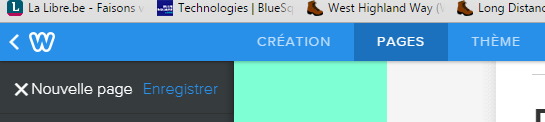 La Libre.be - Faisons
Technologies | BlueSq
West Highland Way (
Long Distan
CRÉATION
PAGES
THÈME
Nouvelle page
Enregistrer